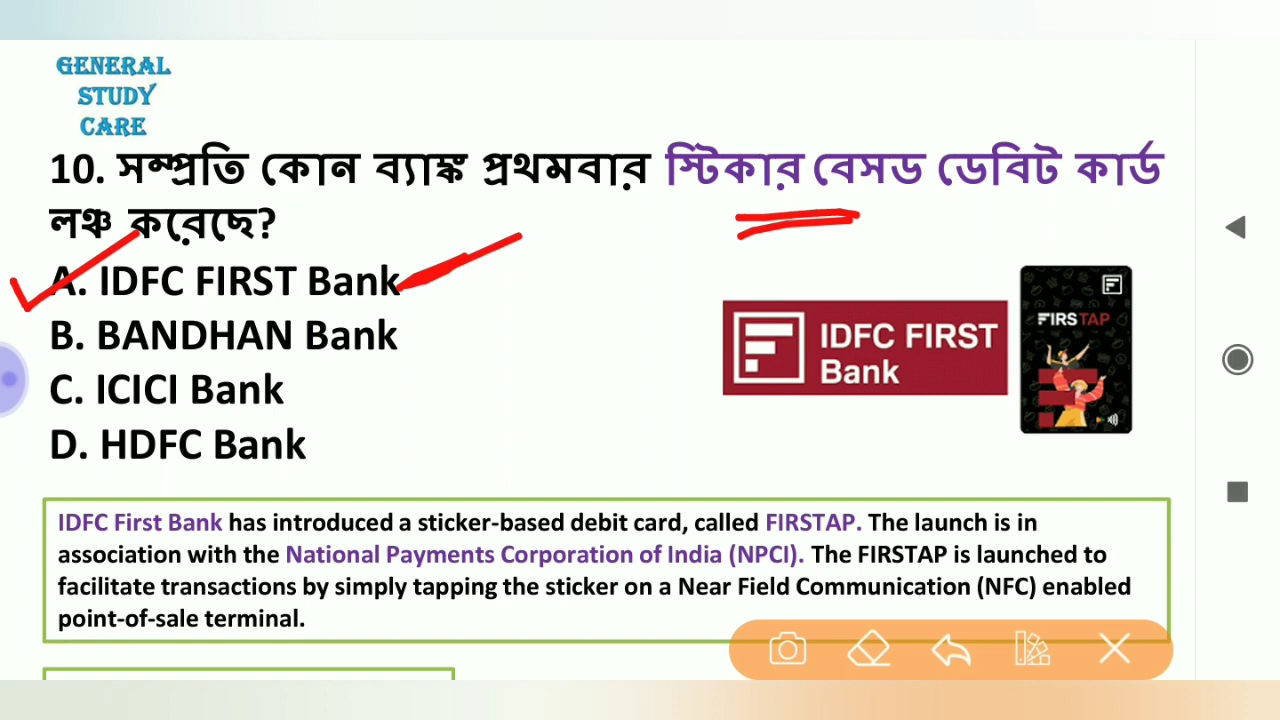 GENERAL
STUDY
CARE
10. সম্প্রতি কোন ব্যাঙ্ক প্রথমবার স্টিকার বেসড ডেবিট কার্ড
লঞ্চ করেছে?
A. IDFC FIRST Bank
B. BANDHAN Bank
C. ICICI Bank
D. HDFC Bank
IDFC FIRST
Bank
FIRSTAP
IDFC First Bank has introduced a sticker-based debit card, called FIRSTAP. The launch is in
association with the National Payments Corporation of India (NPCI). The FIRSTAP is launched to
facilitate transactions by simply tapping the sticker on a Near Field Communication (NFC) enabled
point-of-sale terminal.